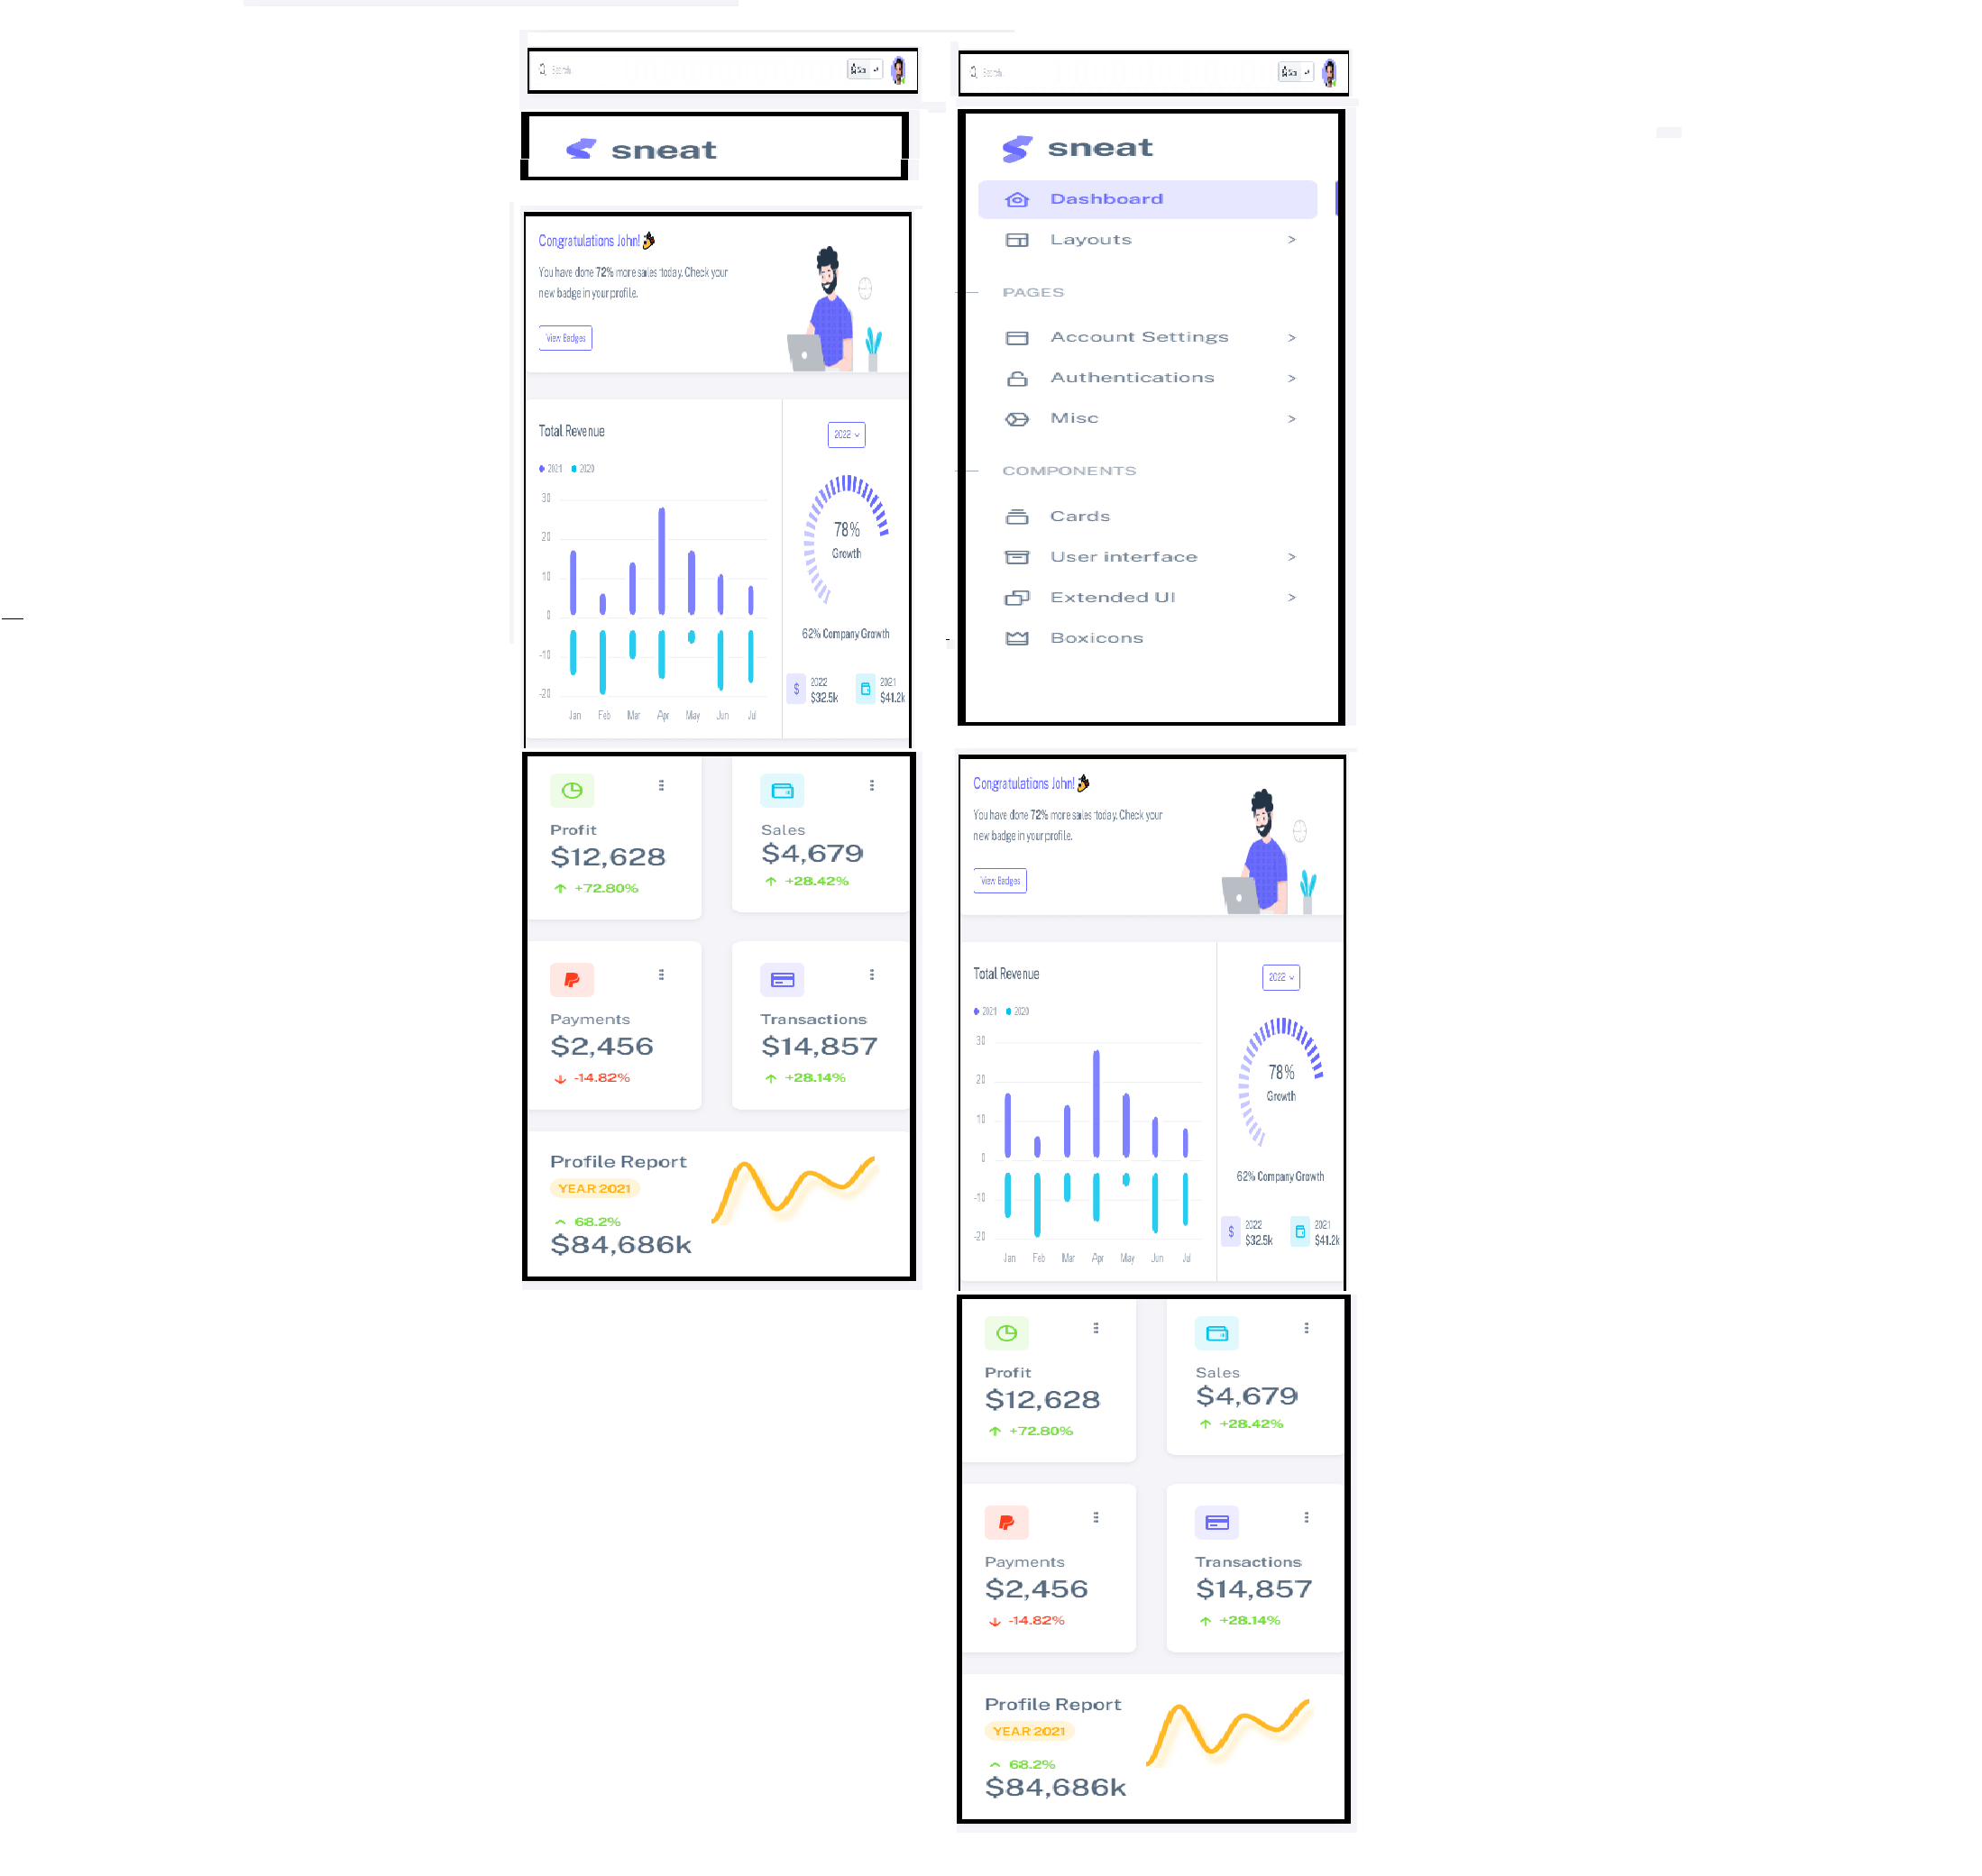 Search
sneat
Congratulations John!
You have done 72% more sales today. Check your
new badge in your profile.
View Badges
Total Revenue
2022
2021 2020
30
20
10
0
-10
-20
Jan Feb Mar Apr May Jun Jul
78%
Growth
62% Company Growth
2022
$32.5k
2021
$41.2k
Profit
$12,628
+72.80%
Sales
$4,679
+28.42%
Payments
$2,456
-14.82%
Transactions
$14,857
+28.14%
Profile Report
YEAR 2021
68.2%
$84,686k
Search
sneat
Dashboard
Layouts >
PAGES
Account Settings >
Authentications >
Misc >
COMPONENTS
Cards
User interface >
Extended UI >
Boxicons
Congratulations John!
You have done 72% more sales today. Check your
new badge in your profile.
View Badges
Total Revenue
2022
2021 2020
30
20
10
0
-10
-20
Jan Feb Mar Apr May Jun Jul
78%
Growth
62% Company Growth
2022
$32.5k
2021
$41.2k
Profit
$12,628
+72.80%
Sales
$4,679
+28.42%
Payments
$2,456
-14.82%
Transactions
$14,857
+28.14%
Profile Report
YEAR 2021
68.2%
$84,686k